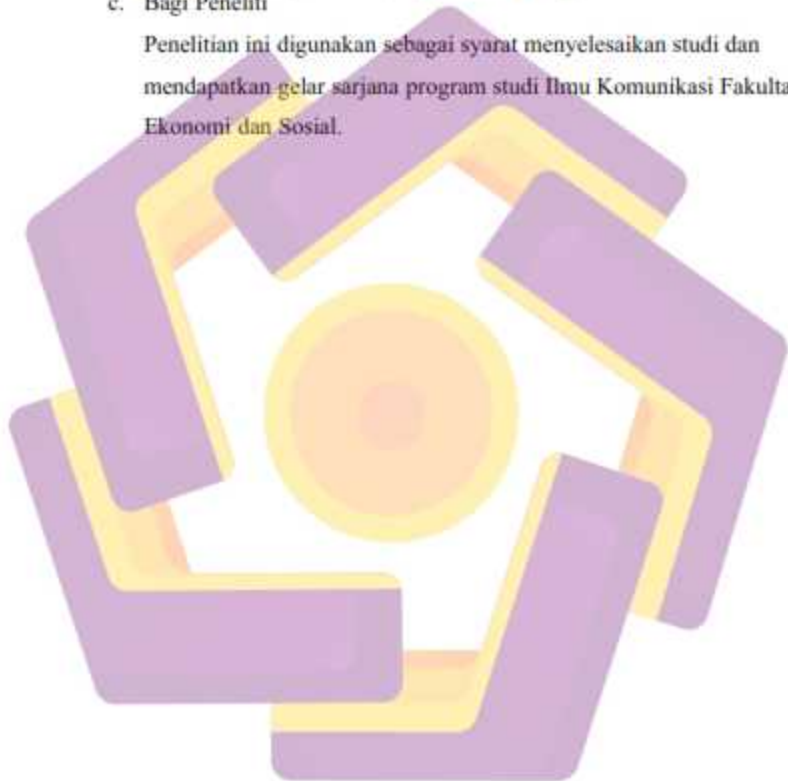 c. Bagi Peneliti
Penelitian ini digunakan sebagai syarat menyelesaikan studi dan
mendapatkan gelar sarjana program studi Ilmu Komunikasi Fakulta
Ekonomi dan Sosial.